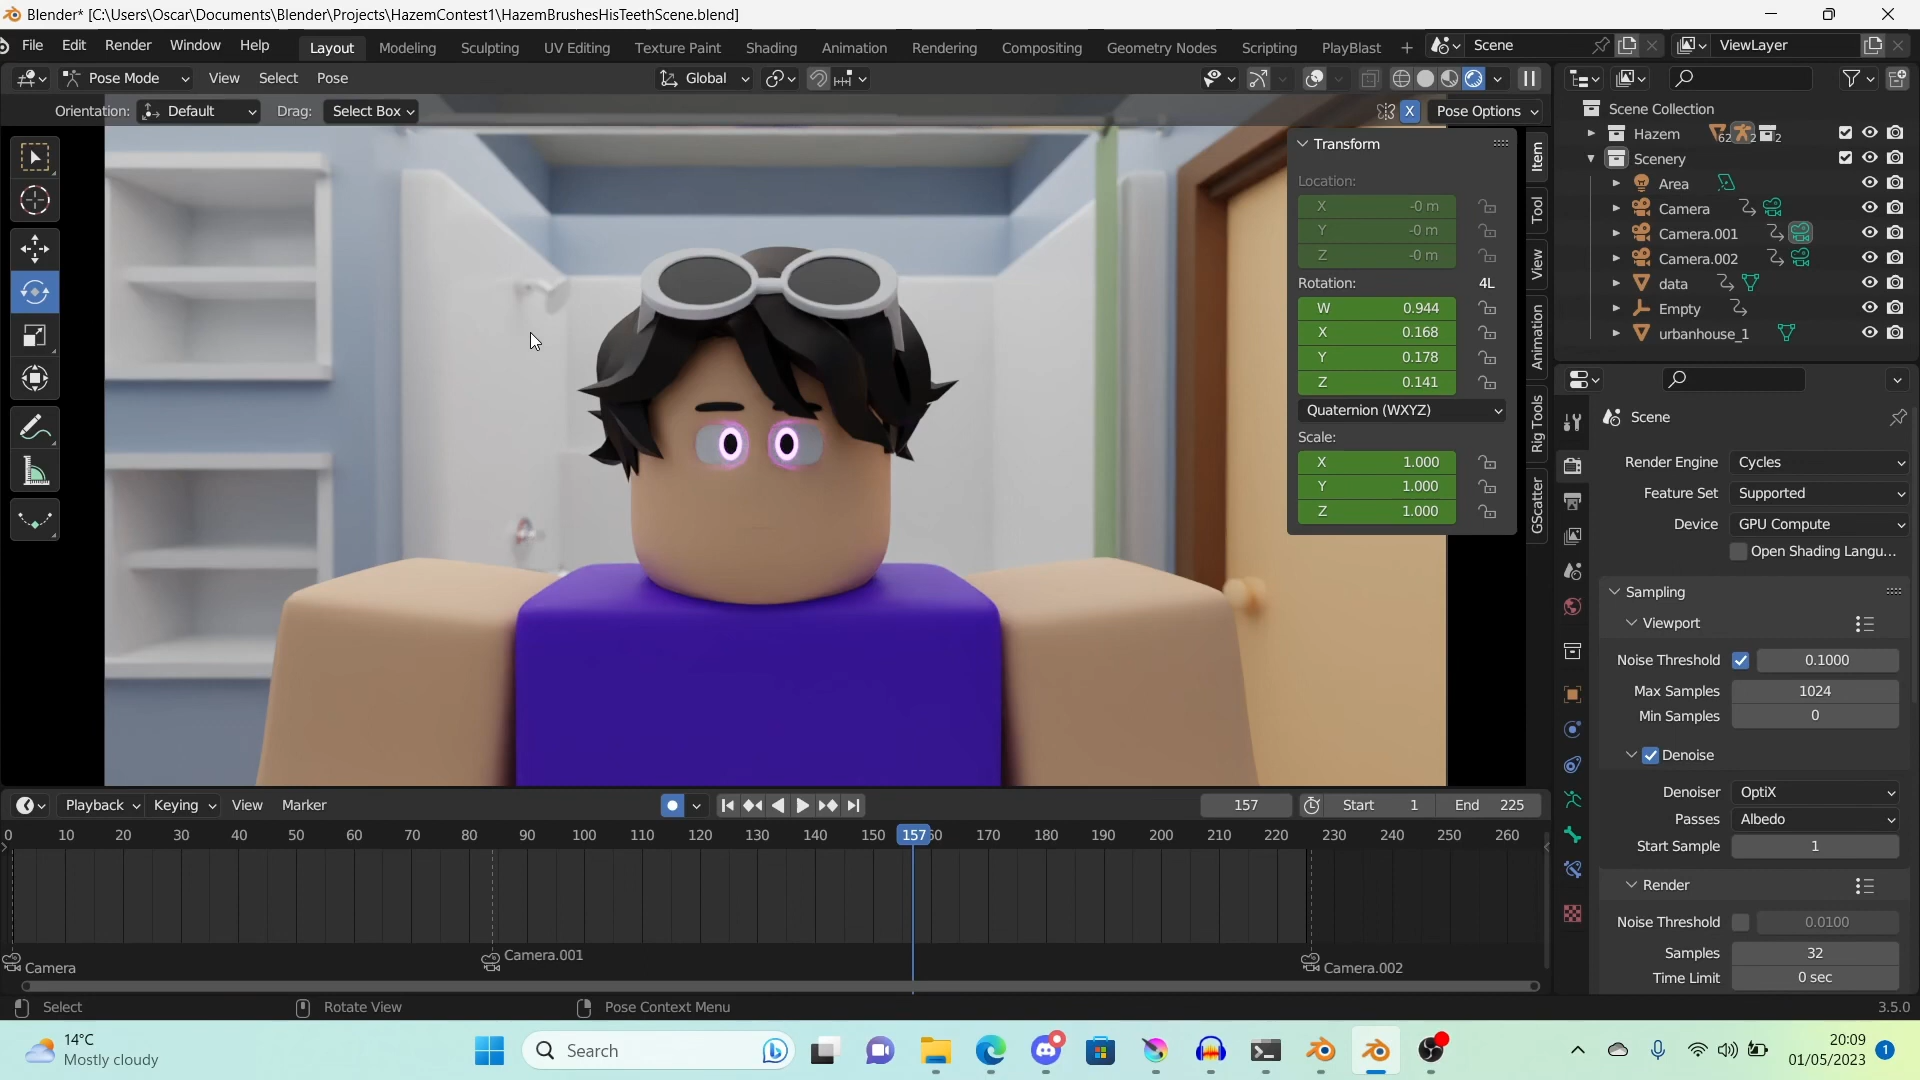 Blender* [C:\Users\Oscar\Documents\Blender\Projects\HazemContest1\HazemBrushesHisTeethScene.blend]
File Edit Render Window Help Layout Modeling Sculpting UV Editing Texture Paint Shading Animation Rendering Compositing Geometry Nodes Scripting PlayBlast + Scene ViewLayer
Pose Mode View Select Pose Global
Orientation: Default Drag: Select Box X Pose Options
Transform
Location:
X -0 m
Y -0 m
Z -0 m
Rotation: 4L
W 0.944
X 0.168
Y 0.178
Z 0.141
Quaternion (WXYZ)
Scale:
X 1.000
Y 1.000
Z 1.000
Item
Tool
View
Animation
Rig Tools
GScatter
Scene Collection
Hazem 62 2 2
Scenery
Area
Camera
Camera.001
Camera.002
data
Empty
urbanhouse_1
Scene
Render Engine Cycles
Feature Set Supported
Device GPU Compute
Open Shading Langu...
Sampling
Viewport
Noise Threshold 0.1000
Max Samples 1024
Min Samples 0
Denoise
Denoiser OptiX
Passes Albedo
Start Sample 1
Render
Noise Threshold 0.0100
Samples 32
Time Limit 0 sec
Playback Keying View Marker 157 Start 1 End 225
0 10 20 30 40 50 60 70 80 90 100 110 120 130 140 150 157 60 170 180 190 200 210 220 230 240 250 260
Camera Camera.001 Camera.002
Select Rotate View Pose Context Menu 3.5.0
14°C
Mostly cloudy
Search
20:09
01/05/2023
1